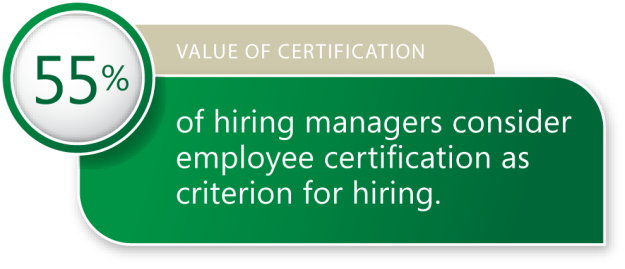 55%
VALUE OF CERTIFICATION
of hiring managers consider
employee certification as
criterion for hiring.